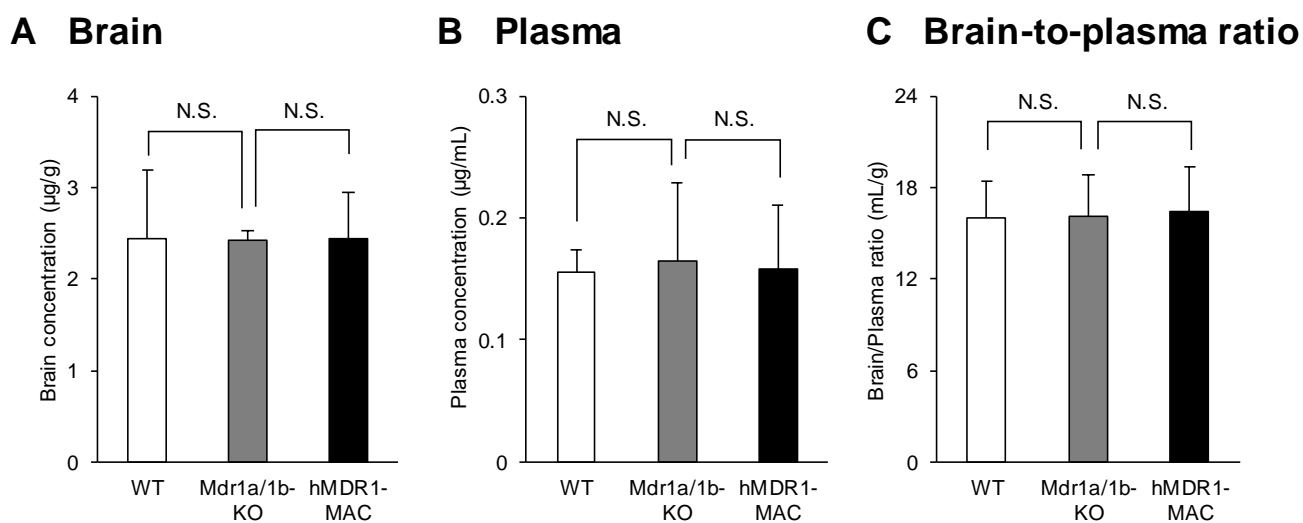 A Brain
B Plasma
C Brain-to-plasma ratio
Brain concentration (µg/g)
4
3
2
1
0
N.S.
N.S.
WT
Mdr1a/1b-
KO
hMDR1-
MAC
Plasma concentration (µg/mL)
0.3
0.2
0.1
0
N.S.
N.S.
WT
Mdr1a/1b-
KO
hMDR1-
MAC
Brain/Plasma ratio (mL/g)
24
18
12
6
0
N.S.
N.S.
WT
Mdr1a/1b-
KO
hMDR1-
MAC